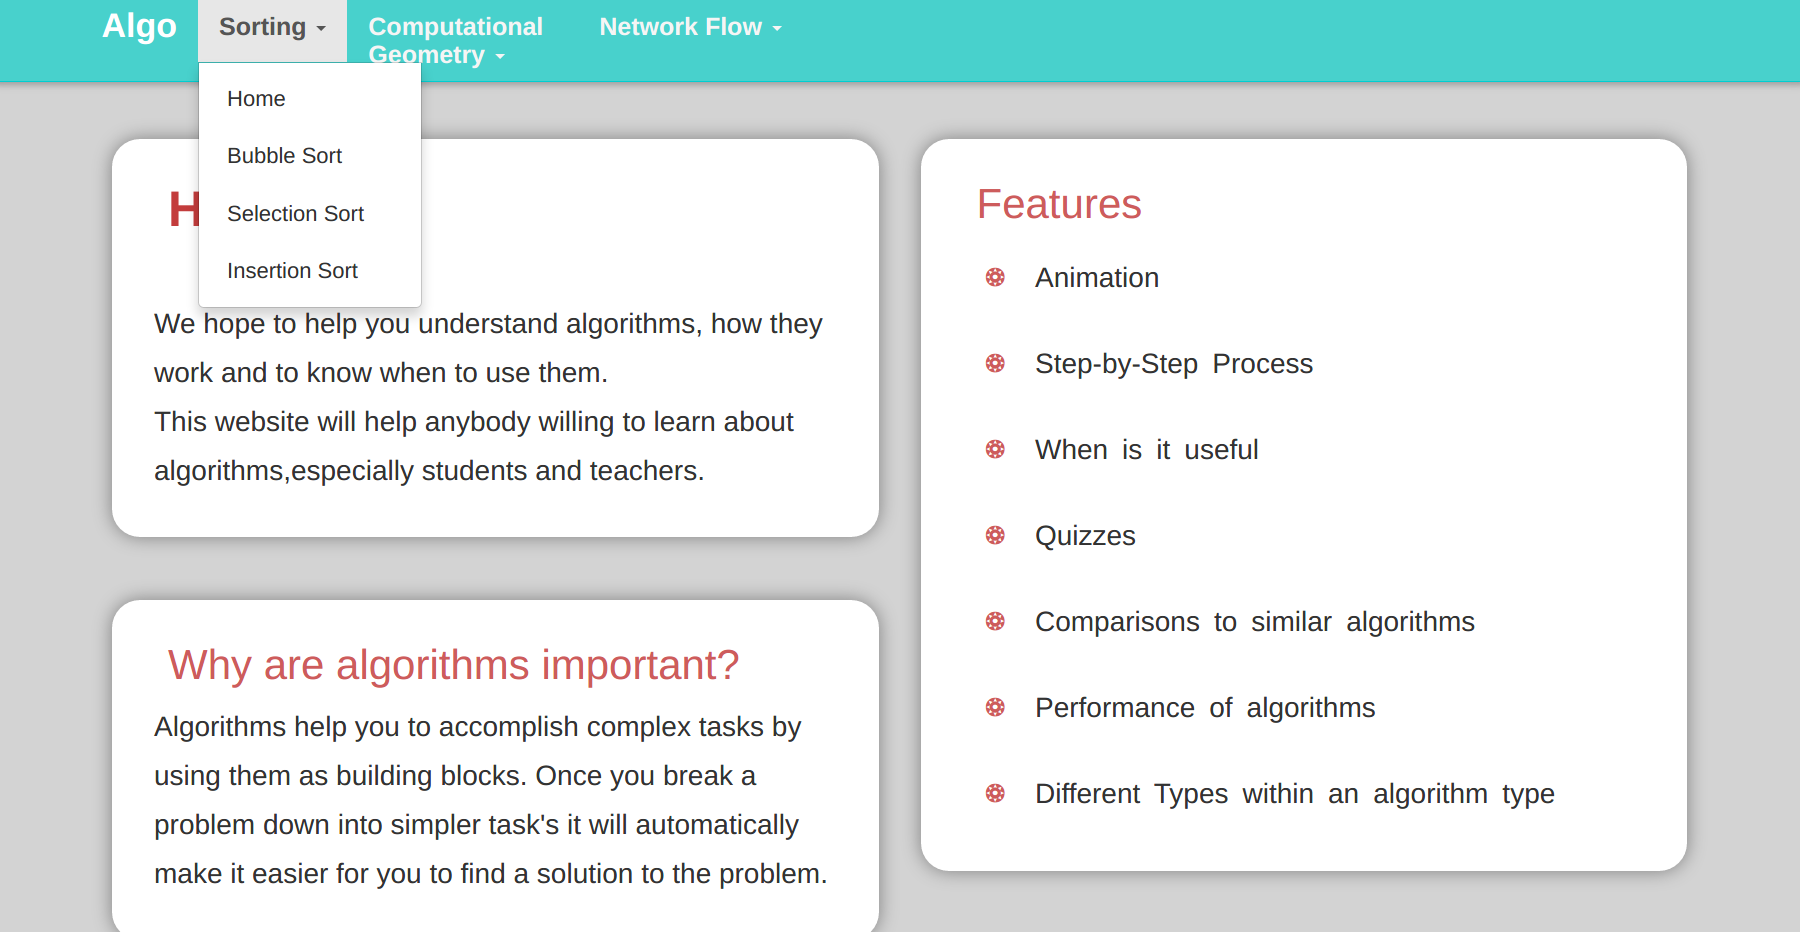 Algo
Sorting
Computational
Geometry
Network Flow
Home
Bubble Sort
Selection Sort
Insertion Sort
H
We hope to help you understand algorithms, how they
work and to know when to use them.
This website will help anybody willing to learn about
algorithms,especially students and teachers.
Why are algorithms important?
Algorithms help you to accomplish complex tasks by
using them as building blocks. Once you break a
problem down into simpler task's it will automatically
make it easier for you to find a solution to the problem.
Features
Animation
Step-by-Step Process
When is it useful
Quizzes
Comparisons to similar algorithms
Performance of algorithms
Different Types within an algorithm type